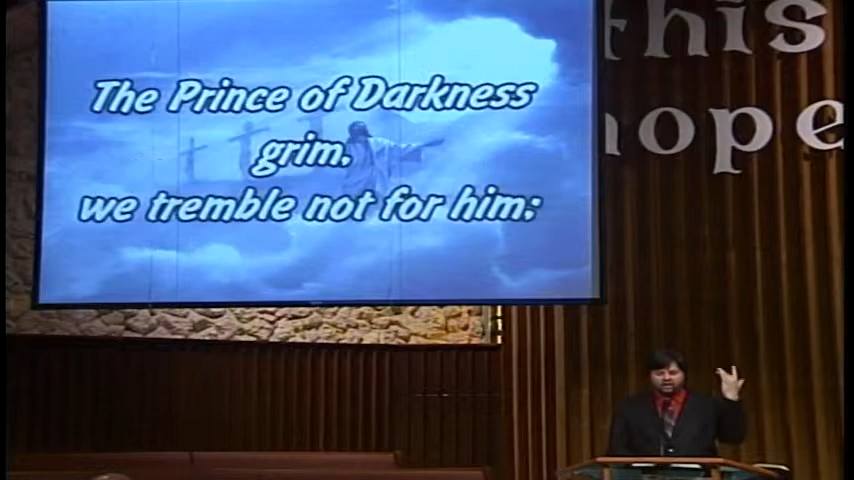 The Prince of Darkness
grim,
we tremble not for him;
this
hope